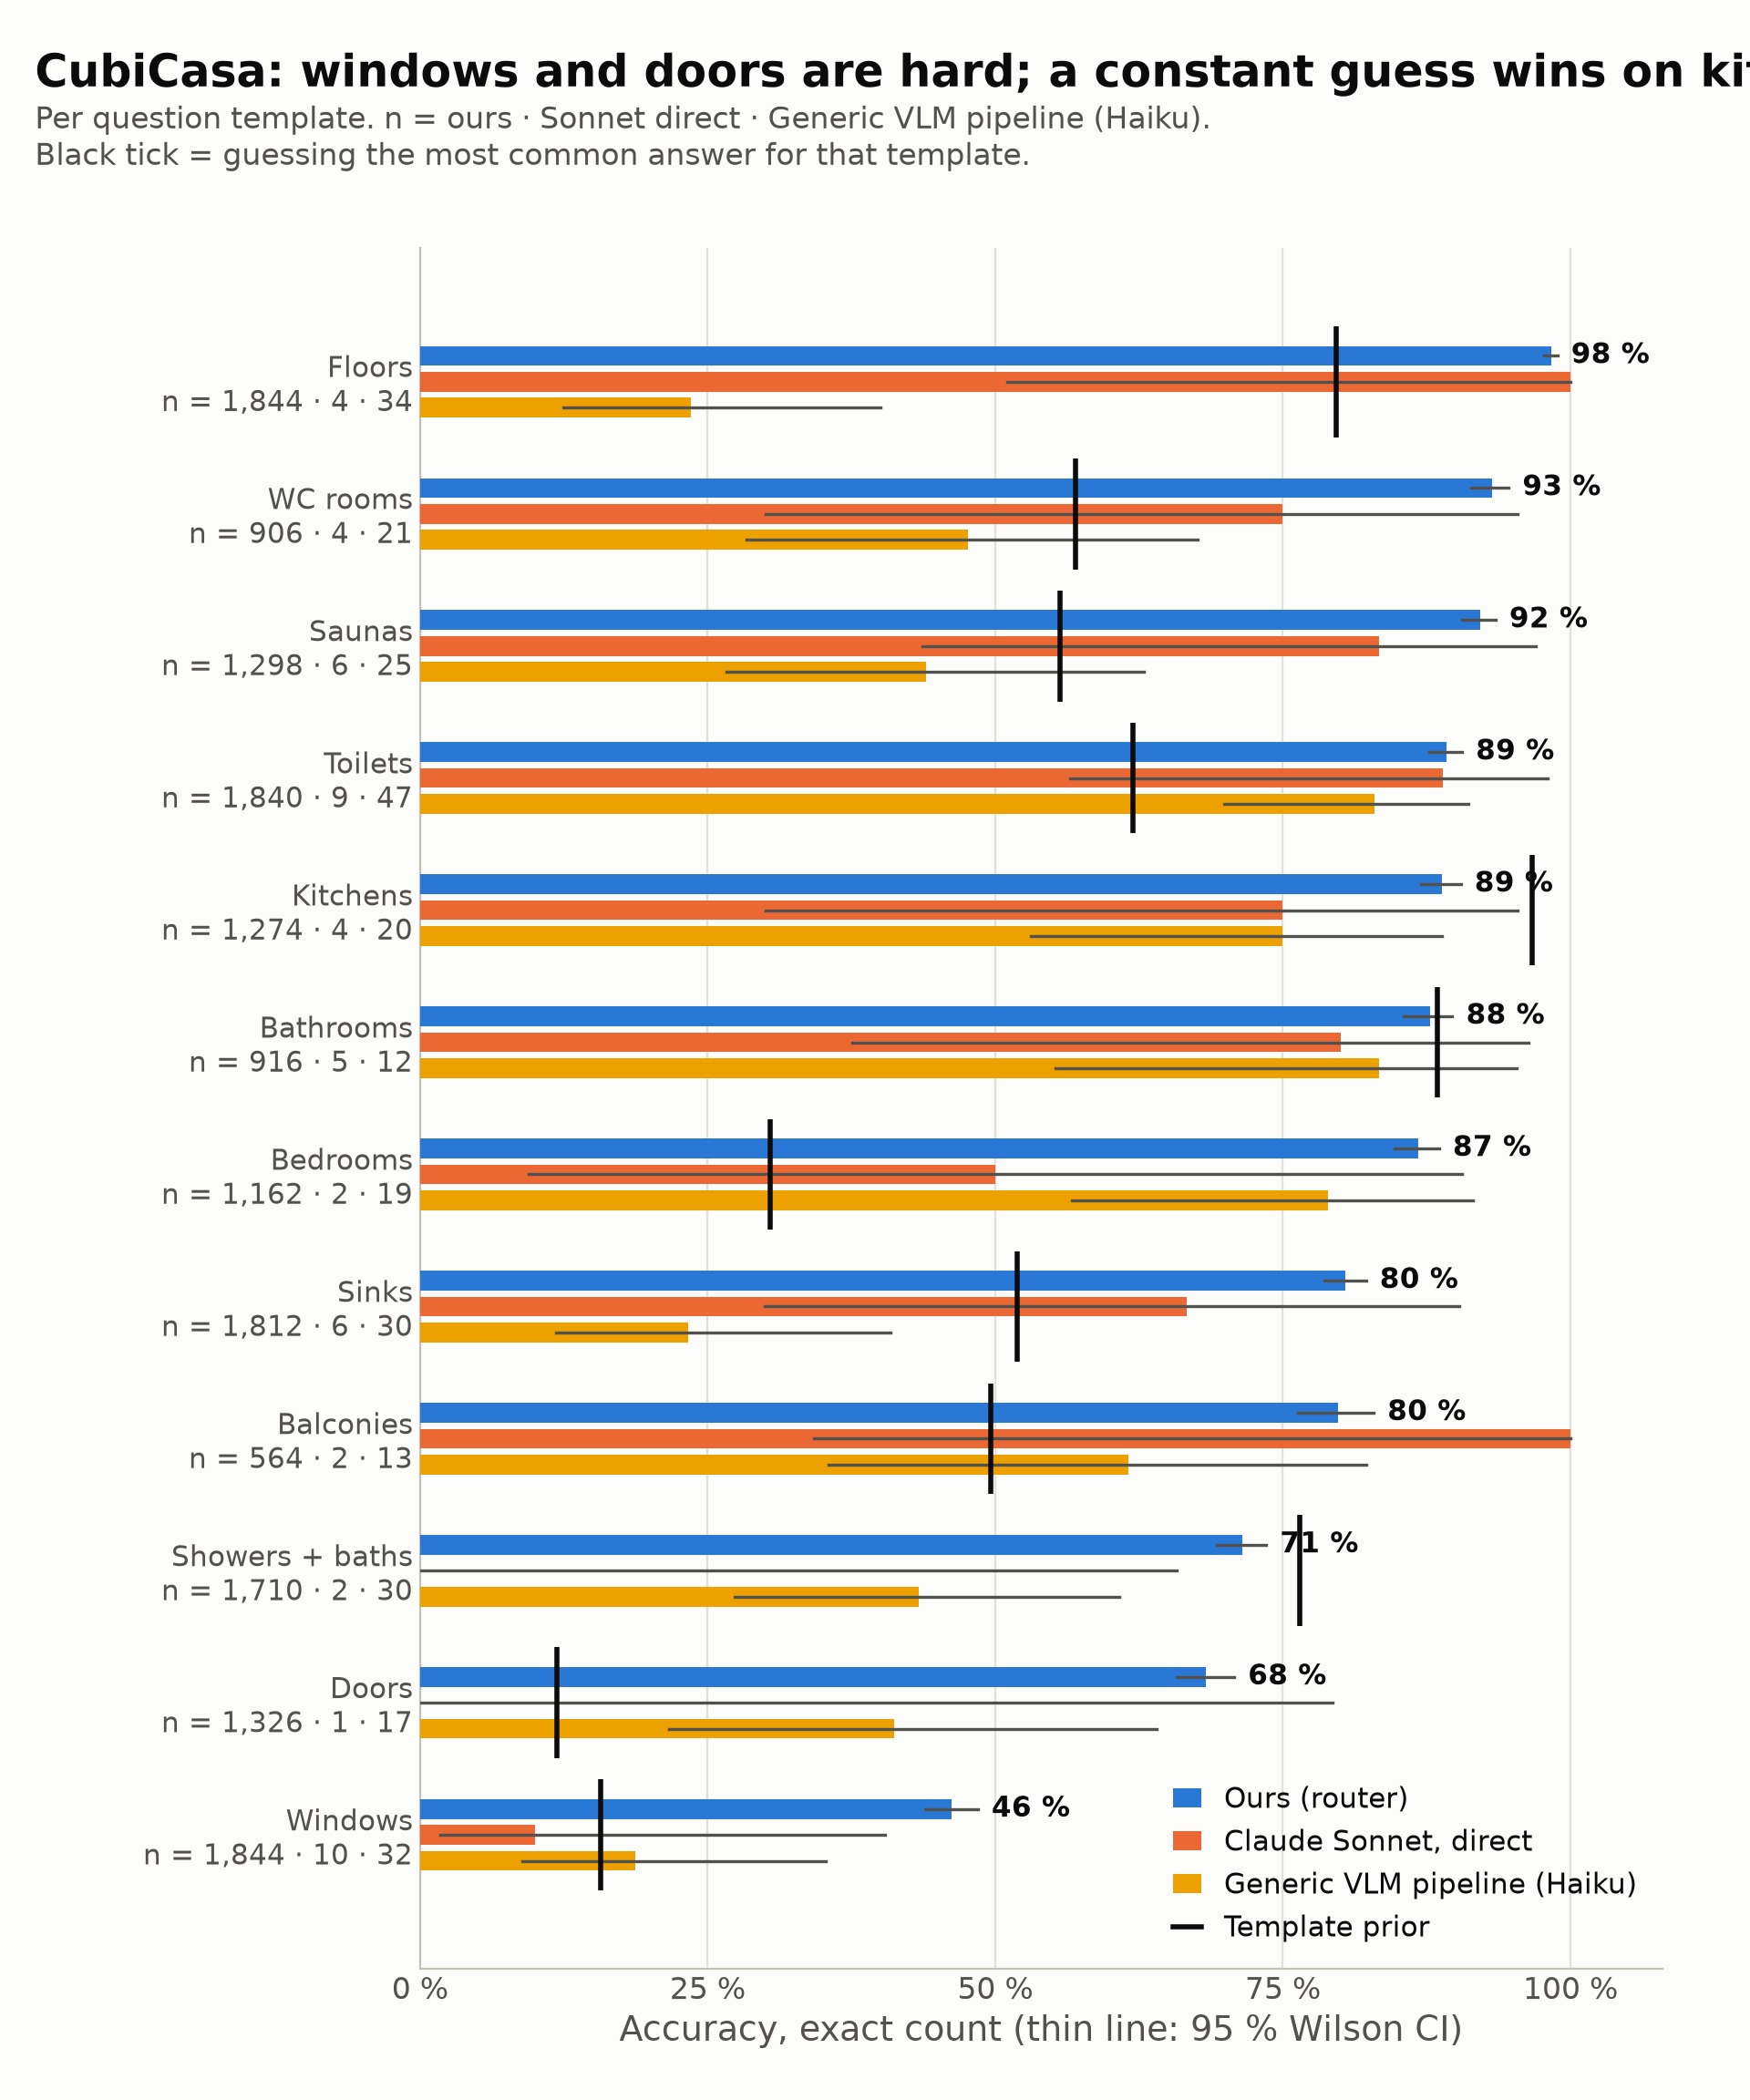 CubiCasa: windows and doors are hard; a constant guess wins on
Per question template. n = ours · Sonnet direct · Generic VLM pipeline (Haiku).
Black tick = guessing the most common answer for that template.
Floors
n = 1,844 · 4 · 34
98 %
WC rooms
n = 906 · 4 · 21
93 %
Saunas
n = 1,298 · 6 · 25
92 %
Toilets
n = 1,840 · 9 · 47
89 %
Kitchens
n = 1,274 · 4 · 20
89 %
Bathrooms
n = 916 · 5 · 12
88 %
Bedrooms
n = 1,162 · 2 · 19
87 %
Sinks
n = 1,812 · 6 · 30
80 %
Balconies
n = 564 · 2 · 13
80 %
Showers + baths
n = 1,710 · 2 · 30
71 %
Doors
n = 1,326 · 1 · 17
68 %
Windows
n = 1,844 · 10 · 32
46 %
Ours (router)
Claude Sonnet, direct
Generic VLM pipeline (Haiku)
Template prior
0 % 25 % 50 % 75 % 100 %
Accuracy, exact count (thin line: 95 % Wilson CI)